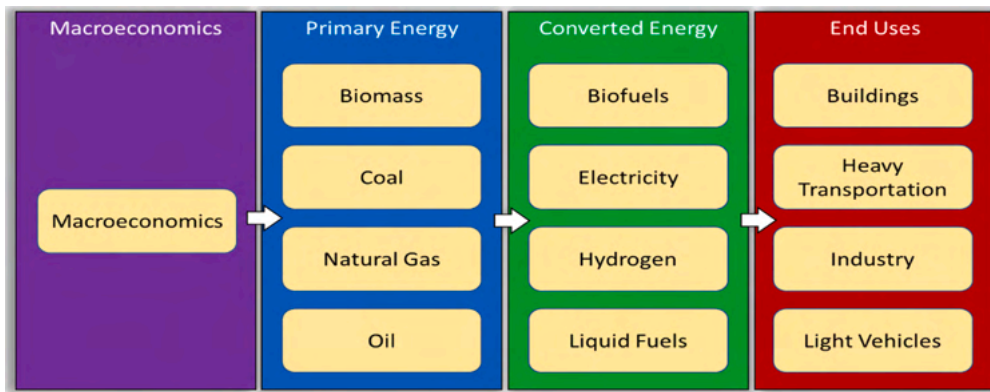 Macroeconomics
Macroeconomics
Primary Energy
Biomass
Coal
Natural Gas
Oil
Converted Energy
Biofuels
Electricity
Hydrogen
Liquid Fuels
End Uses
Buildings
Heavy
Transportation
Industry
Light Vehicles